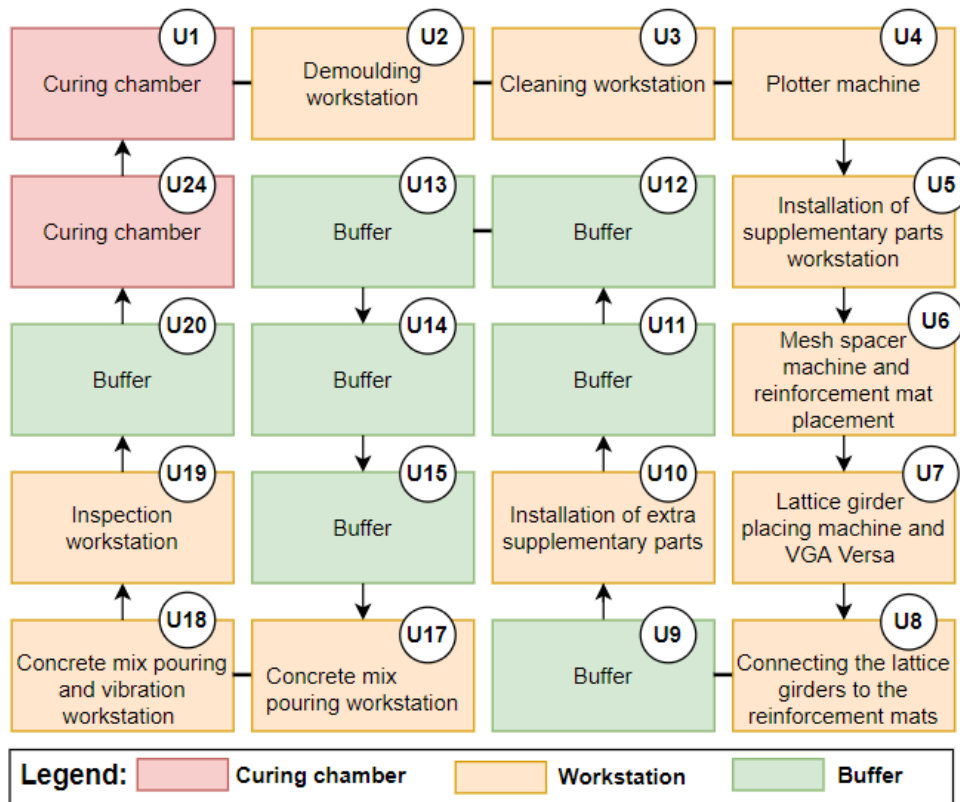 U1
Curing chamber
U2
Demoulding
workstation
U3
Cleaning workstation
U4
Plotter machine
U24
Curing chamber
U13
Buffer
U12
Buffer
U5
Installation of
supplementary parts
workstation
U20
Buffer
U14
Buffer
U11
Buffer
U6
Mesh spacer
machine and
reinforcement mat
placement
U19
Inspection
workstation
U15
Buffer
U10
Installation of extra
supplementary parts
U7
Lattice girder
placing machine and
VGA Versa
U18
Concrete mix pouring
and vibration
workstation
U17
Concrete mix
pouring workstation
U9
Buffer
U8
Connecting the lattice
girders to the
reinforcement mats
Legend: Curing chamber Workstation Buffer